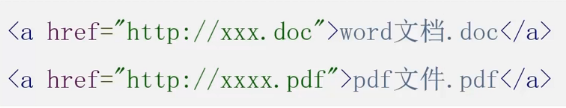 <a href="http://xxx.doc">word文档.doc</a>
<a href="http://xxxx.pdf">pdf文件.pdf</a>